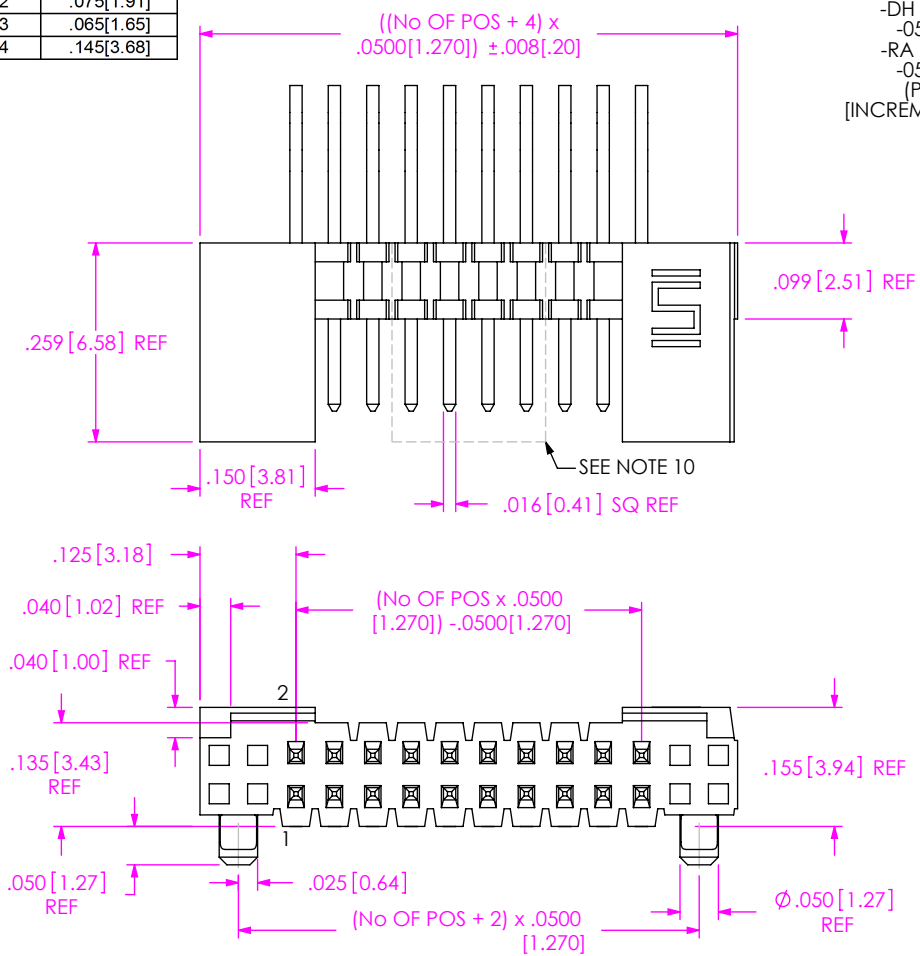 2 .075[1.91]
3 .065[1.65]
4 .145[3.68]
-DH
-05
-RA
-05
(P
[INCREM
((No OF POS + 4) x
.0500[1.270]) ±.008[.20]
.099[2.51] REF
.259[6.58] REF
SEE NOTE 10
.150[3.81]
REF
.016[0.41] SQ REF
.125[3.18]
.040[1.02] REF
(No OF POS x .0500
[1.270]) -.0500[1.270]
.040[1.00] REF
2
.135[3.43]
REF
.155[3.94] REF
1
.050[1.27]
REF
.025[0.64]
Ø.050[1.27]
REF
(No OF POS + 2) x .0500
[1.270]